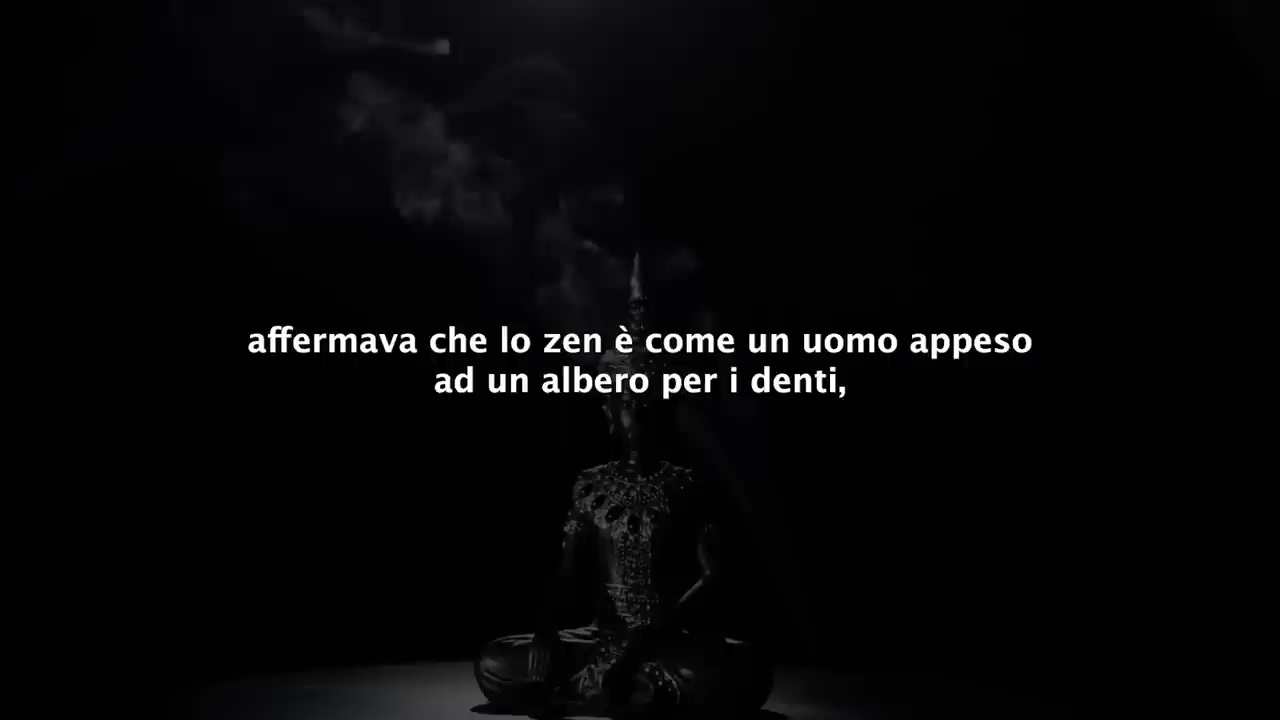 affermava che lo zen è come un uomo appeso
ad un albero per i denti,